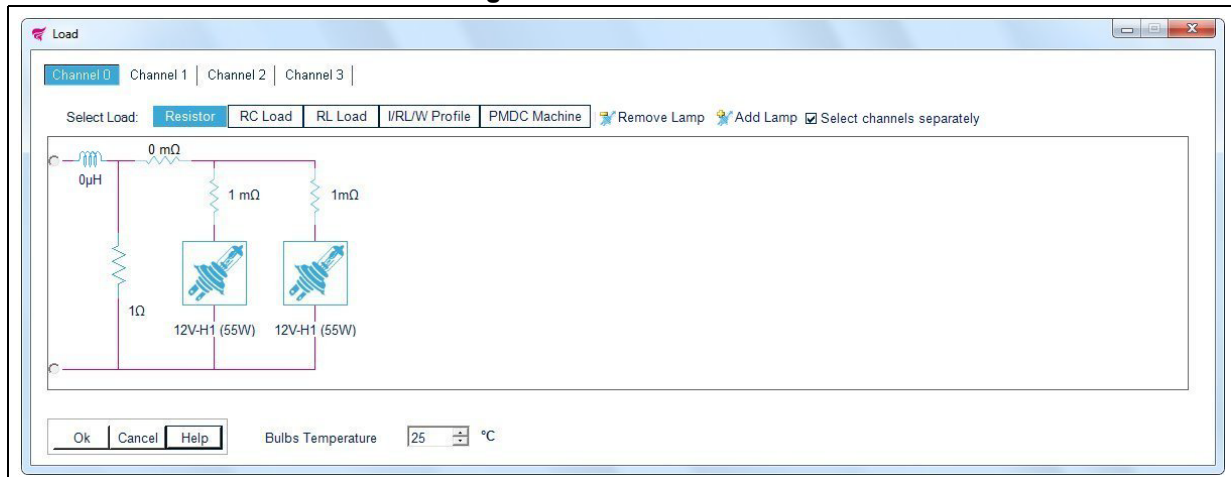 Load
Channel 0 Channel 1 Channel 2 Channel 3
Select Load: Resistor RC Load RL Load I/RL/W Profile PMDC Machine Remove Lamp Add Lamp Select channels separately
0 mΩ
0µH
1 mΩ 1mΩ
1Ω
12V-H1 (55W) 12V-H1 (55W)
Ok Cancel Help Bulbs Temperature 25 °C